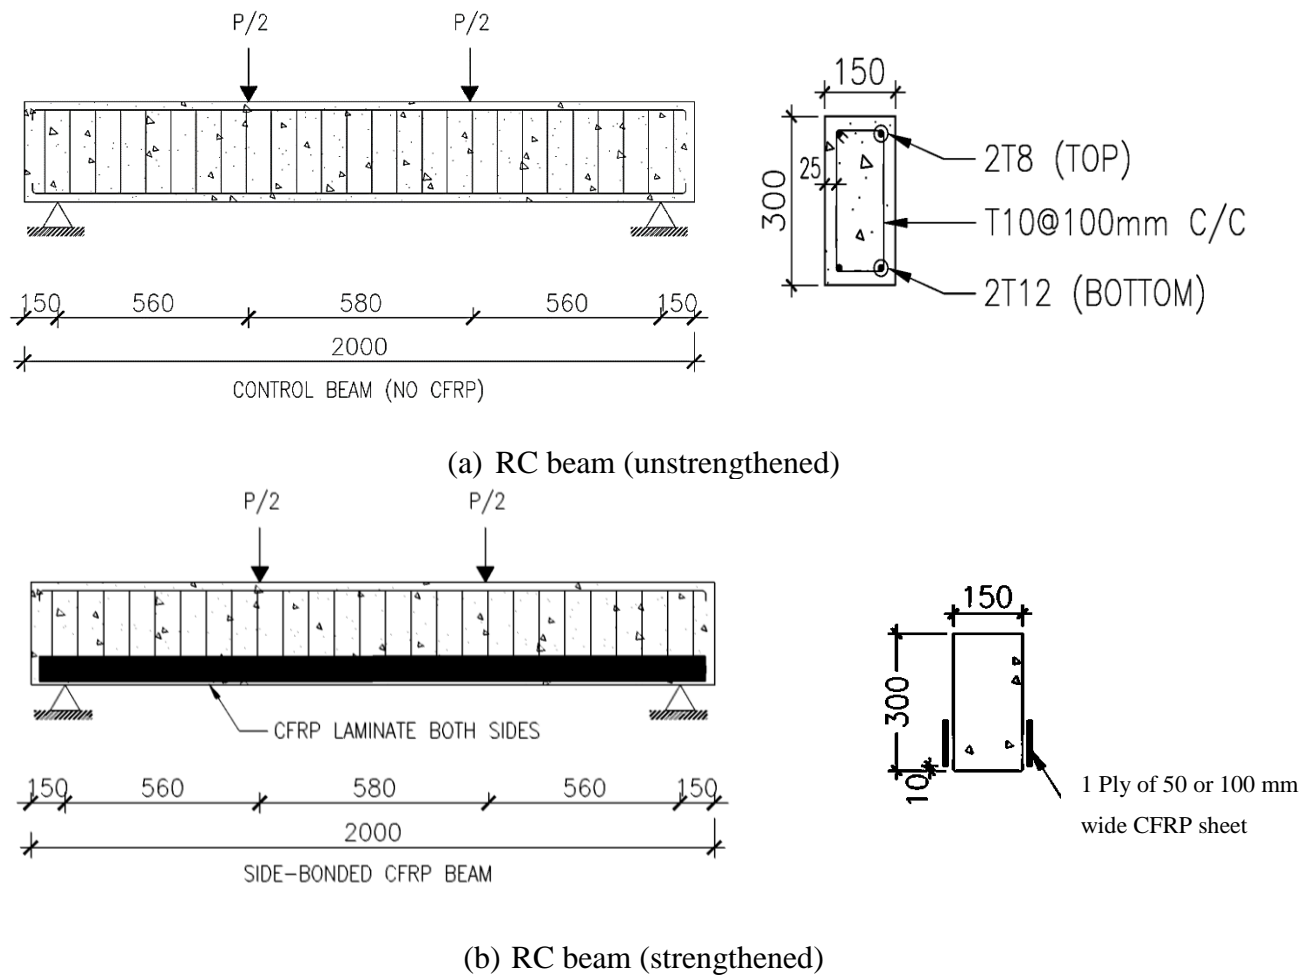 P/2 P/2
150
300
25
2T8 (TOP)
T10@100mm C/C
2T12 (BOTTOM)
150 560 580 560 150
2000
CONTROL BEAM (NO CFRP)
(a) RC beam (unstrengthened)
P/2 P/2
CFRP LAMINATE BOTH SIDES
150 560 580 560 150
2000
SIDE-BONDED CFRP BEAM
150
300
10
1 Ply of 50 or 100 mm
wide CFRP sheet
(b) RC beam (strengthened)